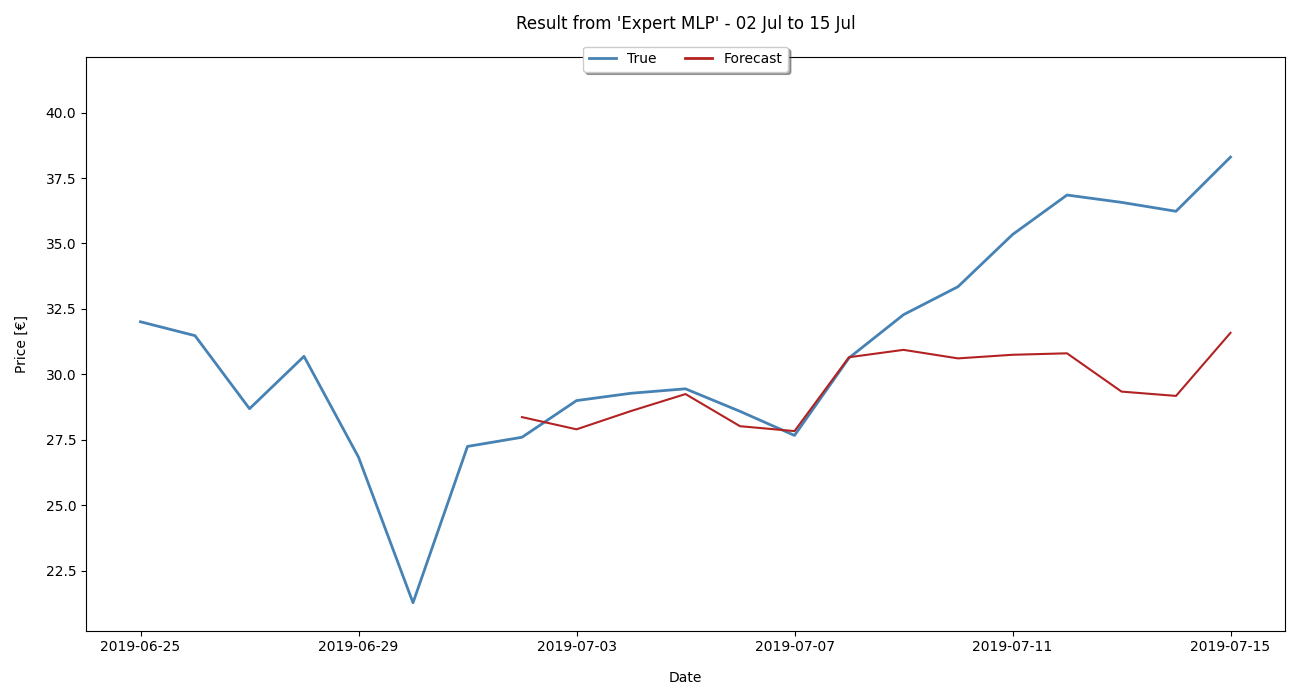 Result from 'Expert MLP' - 02 Jul to 15 Jul
True Forecast
40.0
37.5
35.0
32.5
30.0
27.5
25.0
22.5
Price [€]
2019-06-25 2019-06-29 2019-07-03 2019-07-07 2019-07-11 2019-07-15
Date